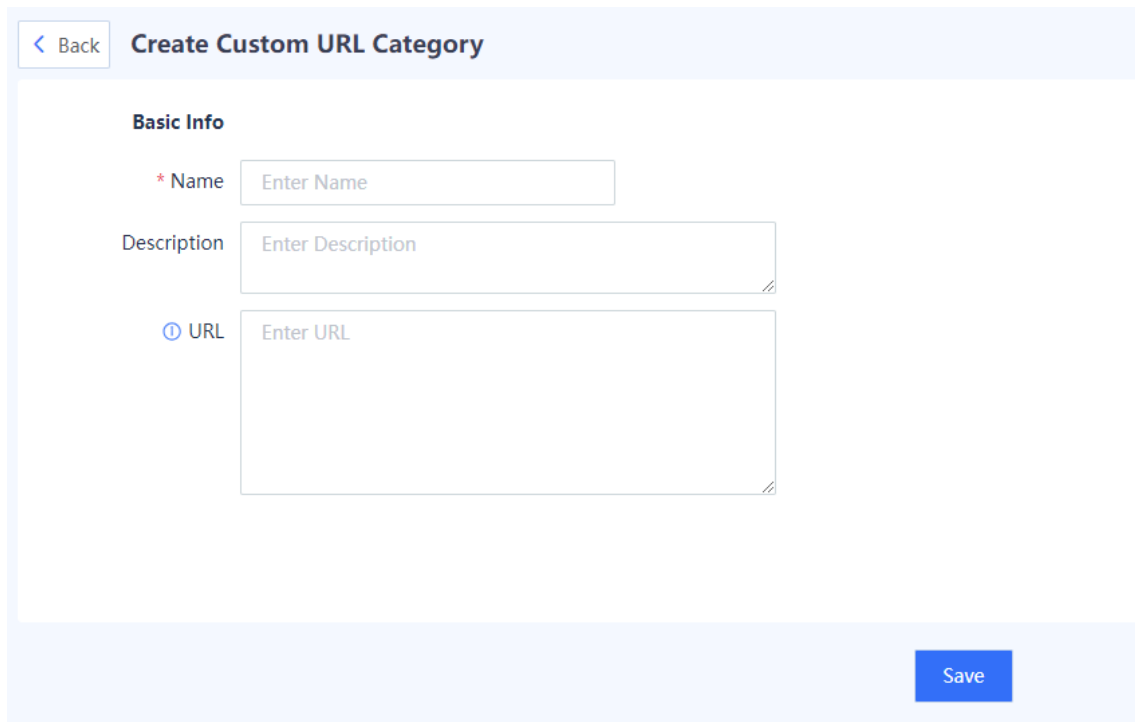 Back Create Custom URL Category
Basic Info
* Name Enter Name
Description Enter Description
URL Enter URL
Save